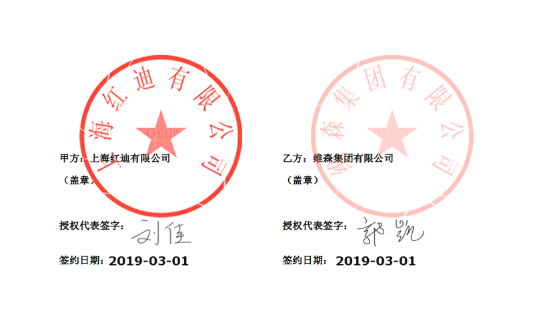 上海红迪有限公司
维森集团有限公司
甲方：上海红迪有限公司
乙方：维森集团有限公司
（盖章）
（盖章）
授权代表签字：刘佳
授权代表签字：郭凯
签约日期：2019-03-01
签约日期：2019-03-01